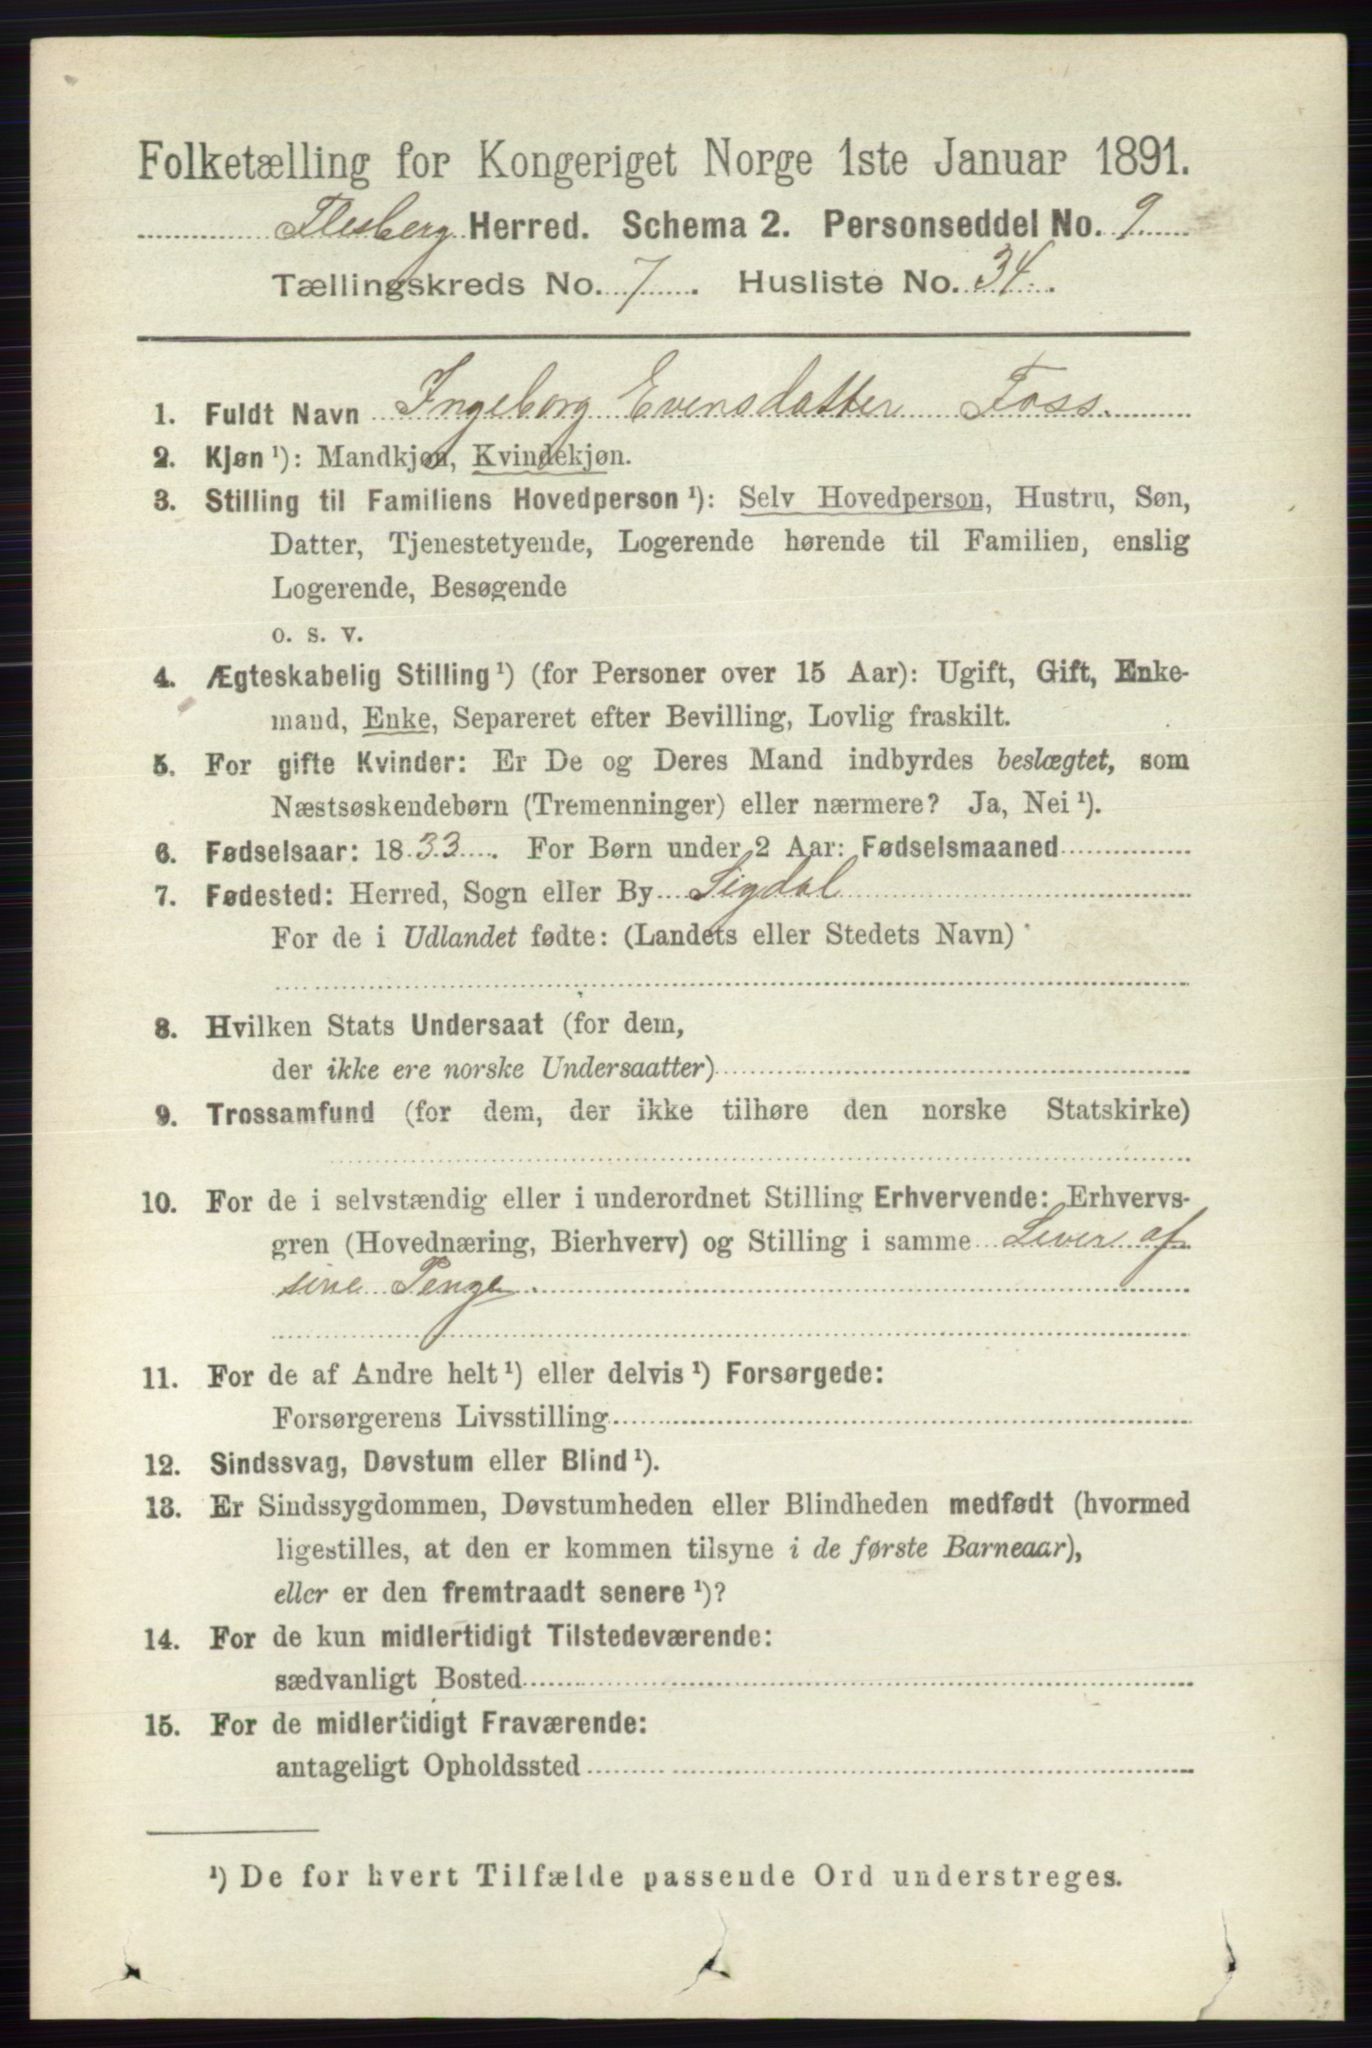 Folketælling for Kongeriget Norge 1ste Januar 1891.
Flesberg Herred. Schema 2. Personseddel No. 9
Tællingskreds No. 7. Husliste No. 34.
1. Fuldt Navn Ingeborg Evensdatter Foss.
2. Kjøn ¹): Mandkjøn, Kvindekjøn.
3. Stilling til Familiens Hovedperson ¹): Selv Hovedperson, Hustru, Søn,
Datter, Tjenestetyende, Logerende hørende til Familien, enslig
Logerende, Besøgende
o. s. v.
4. Ægteskabelig Stilling ¹) (for Personer over 15 Aar): Ugift, Gift, Enke-
mand, Enke, Separeret efter Bevilling, Lovlig fraskilt.
5. For gifte Kvinder: Er De og Deres Mand indbyrdes beslægtet, som
Næstsøskendebørn (Tremenninger) eller nærmere? Ja, Nei ¹).
6. Fødselsaar: 1833. For Børn under 2 Aar: Fødselsmaaned
7. Fødested: Herred, Sogn eller By Sigdal
For de i Udlandet fødte: (Landets eller Stedets Navn)
8. Hvilken Stats Undersaat (for dem,
der ikke ere norske Undersaatter)
9. Trossamfund (for dem, der ikke tilhøre den norske Statskirke)
10. For de i selvstændig eller i underordnet Stilling Erhvervende: Erhvervs-
gren (Hovednæring, Bierhverv) og Stilling i samme Lever af
sine Penge.
11. For de af Andre helt ¹) eller delvis ¹) Forsørgede:
Forsørgerens Livsstilling
12. Sindssvag, Døvstum eller Blind ¹).
13. Er Sindssygdommen, Døvstumheden eller Blindheden medfødt (hvormed
ligestilles, at den er kommen tilsyne i de første Barneaar),
eller er den fremtraadt senere ¹)?
14. For de kun midlertidigt Tilstedeværende:
sædvanligt Bosted
15. For de midlertidigt Fraværende:
antageligt Opholdssted
¹) De for hvert Tilfælde passende Ord understreges.